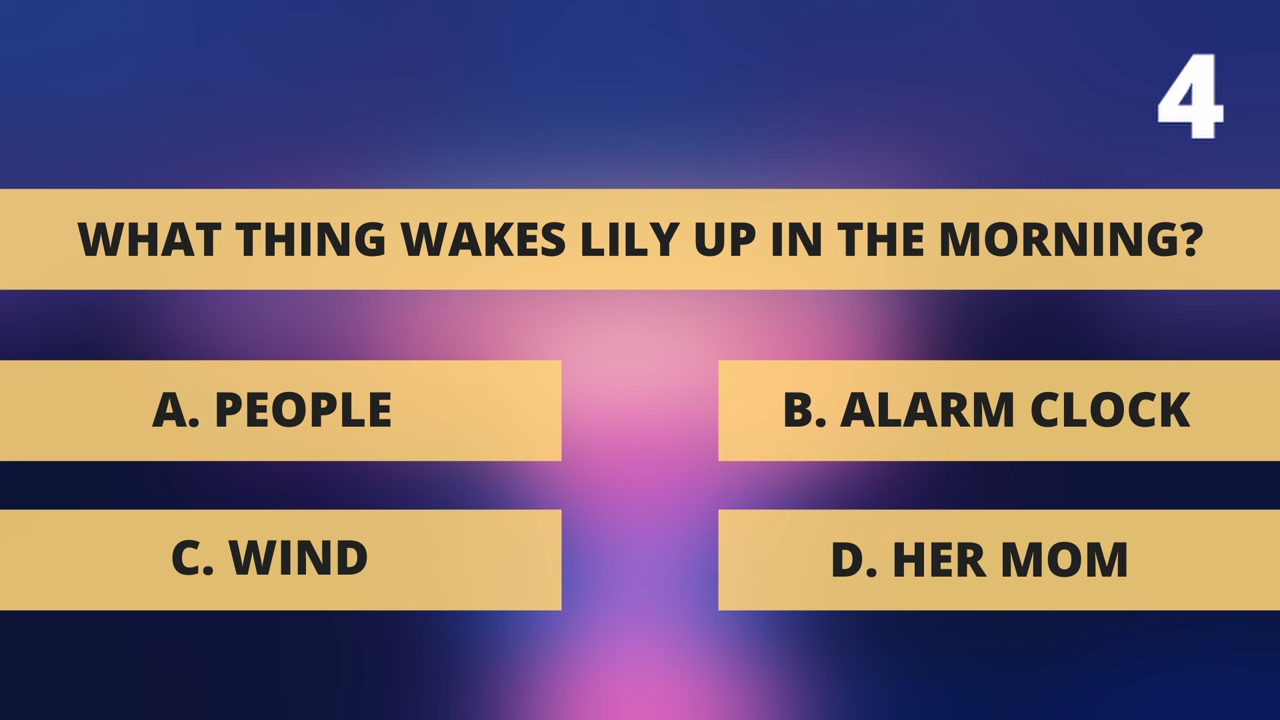 4
WHAT THING WAKES LILY UP IN THE MORNING?
A. PEOPLE
B. ALARM CLOCK
C. WIND
D. HER MOM